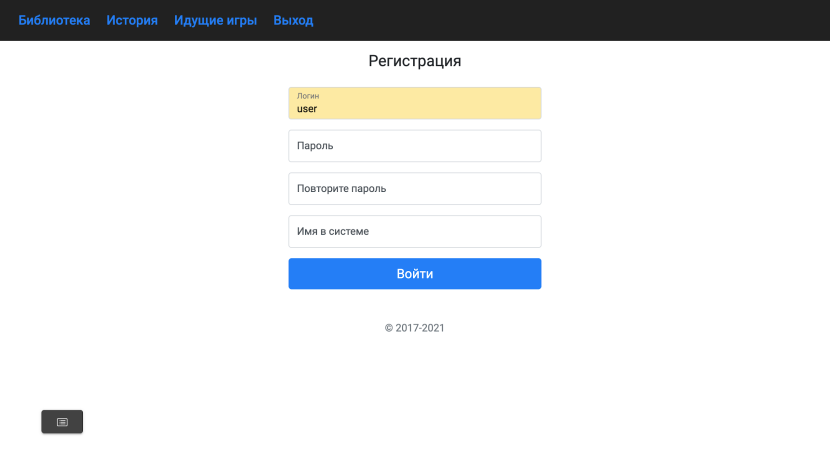 Библиотека История Идущие игры Выход
Регистрация
Логин
user
Пароль
Повторите пароль
Имя в системе
Войти
© 2017-2021